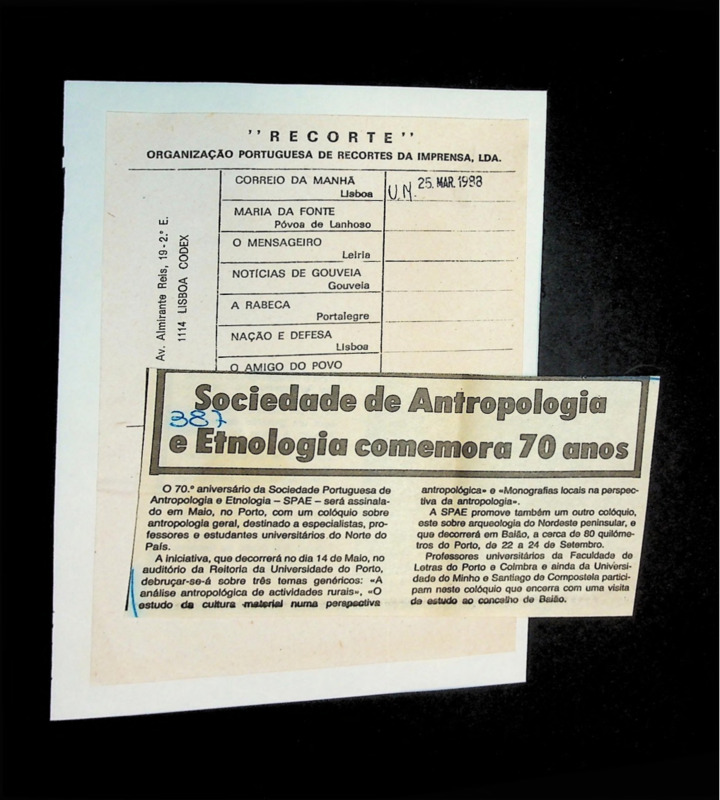 "RECORTE"
ORGANIZAÇÃO PORTUGUESA DE RECORTES DA IMPRENSA, LDA.
Av. Almirante Reis, 19-2.º E.
1114 LISBOA CODEX
CORREIO DA MANHÃ
Lisboa
U.N. 25. MAR. 1988
MARIA DA FONTE
Póvoa de Lanhoso
O MENSAGEIRO
Leiria
NOTÍCIAS DE GOUVEIA
Gouveia
A RABECA
Portalegre
NAÇÃO E DEFESA
Lisboa
O AMIGO DO POVO
Sociedade de Antropologia
387
e Etnologia comemora 70 anos
O 70.º aniversário da Sociedade Portuguesa de
Antropologia e Etnologia – SPAE – será assinala-
do em Maio, no Porto, com um colóquio sobre
antropologia geral, destinado a especialistas, pro-
fessores e estudantes universitários do Norte do
País.
A iniciativa, que decorrerá no dia 14 de Maio, no
auditório da Reitoria da Universidade do Porto,
debruçar-se-á sobre três temas genéricos: «A
análise antropológica de actividades rurais», «O
estudo da cultura material numa perspectiva
antropológica» e «Monografias locais na perspec-
tiva da antropologia».
A SPAE promove também um outro colóquio,
este sobre arqueologia do Nordeste peninsular, e
que decorrerá em Baião, a cerca de 80 quilóme-
tros do Porto, de 22 a 24 de Setembro.
Professores universitários da Faculdade de
Letras do Porto e Coimbra e ainda da Universi-
dade do Minho e Santiago de Compostela partici-
pam neste colóquio que encerra com uma visita
de estudo ao concelho de Baião.